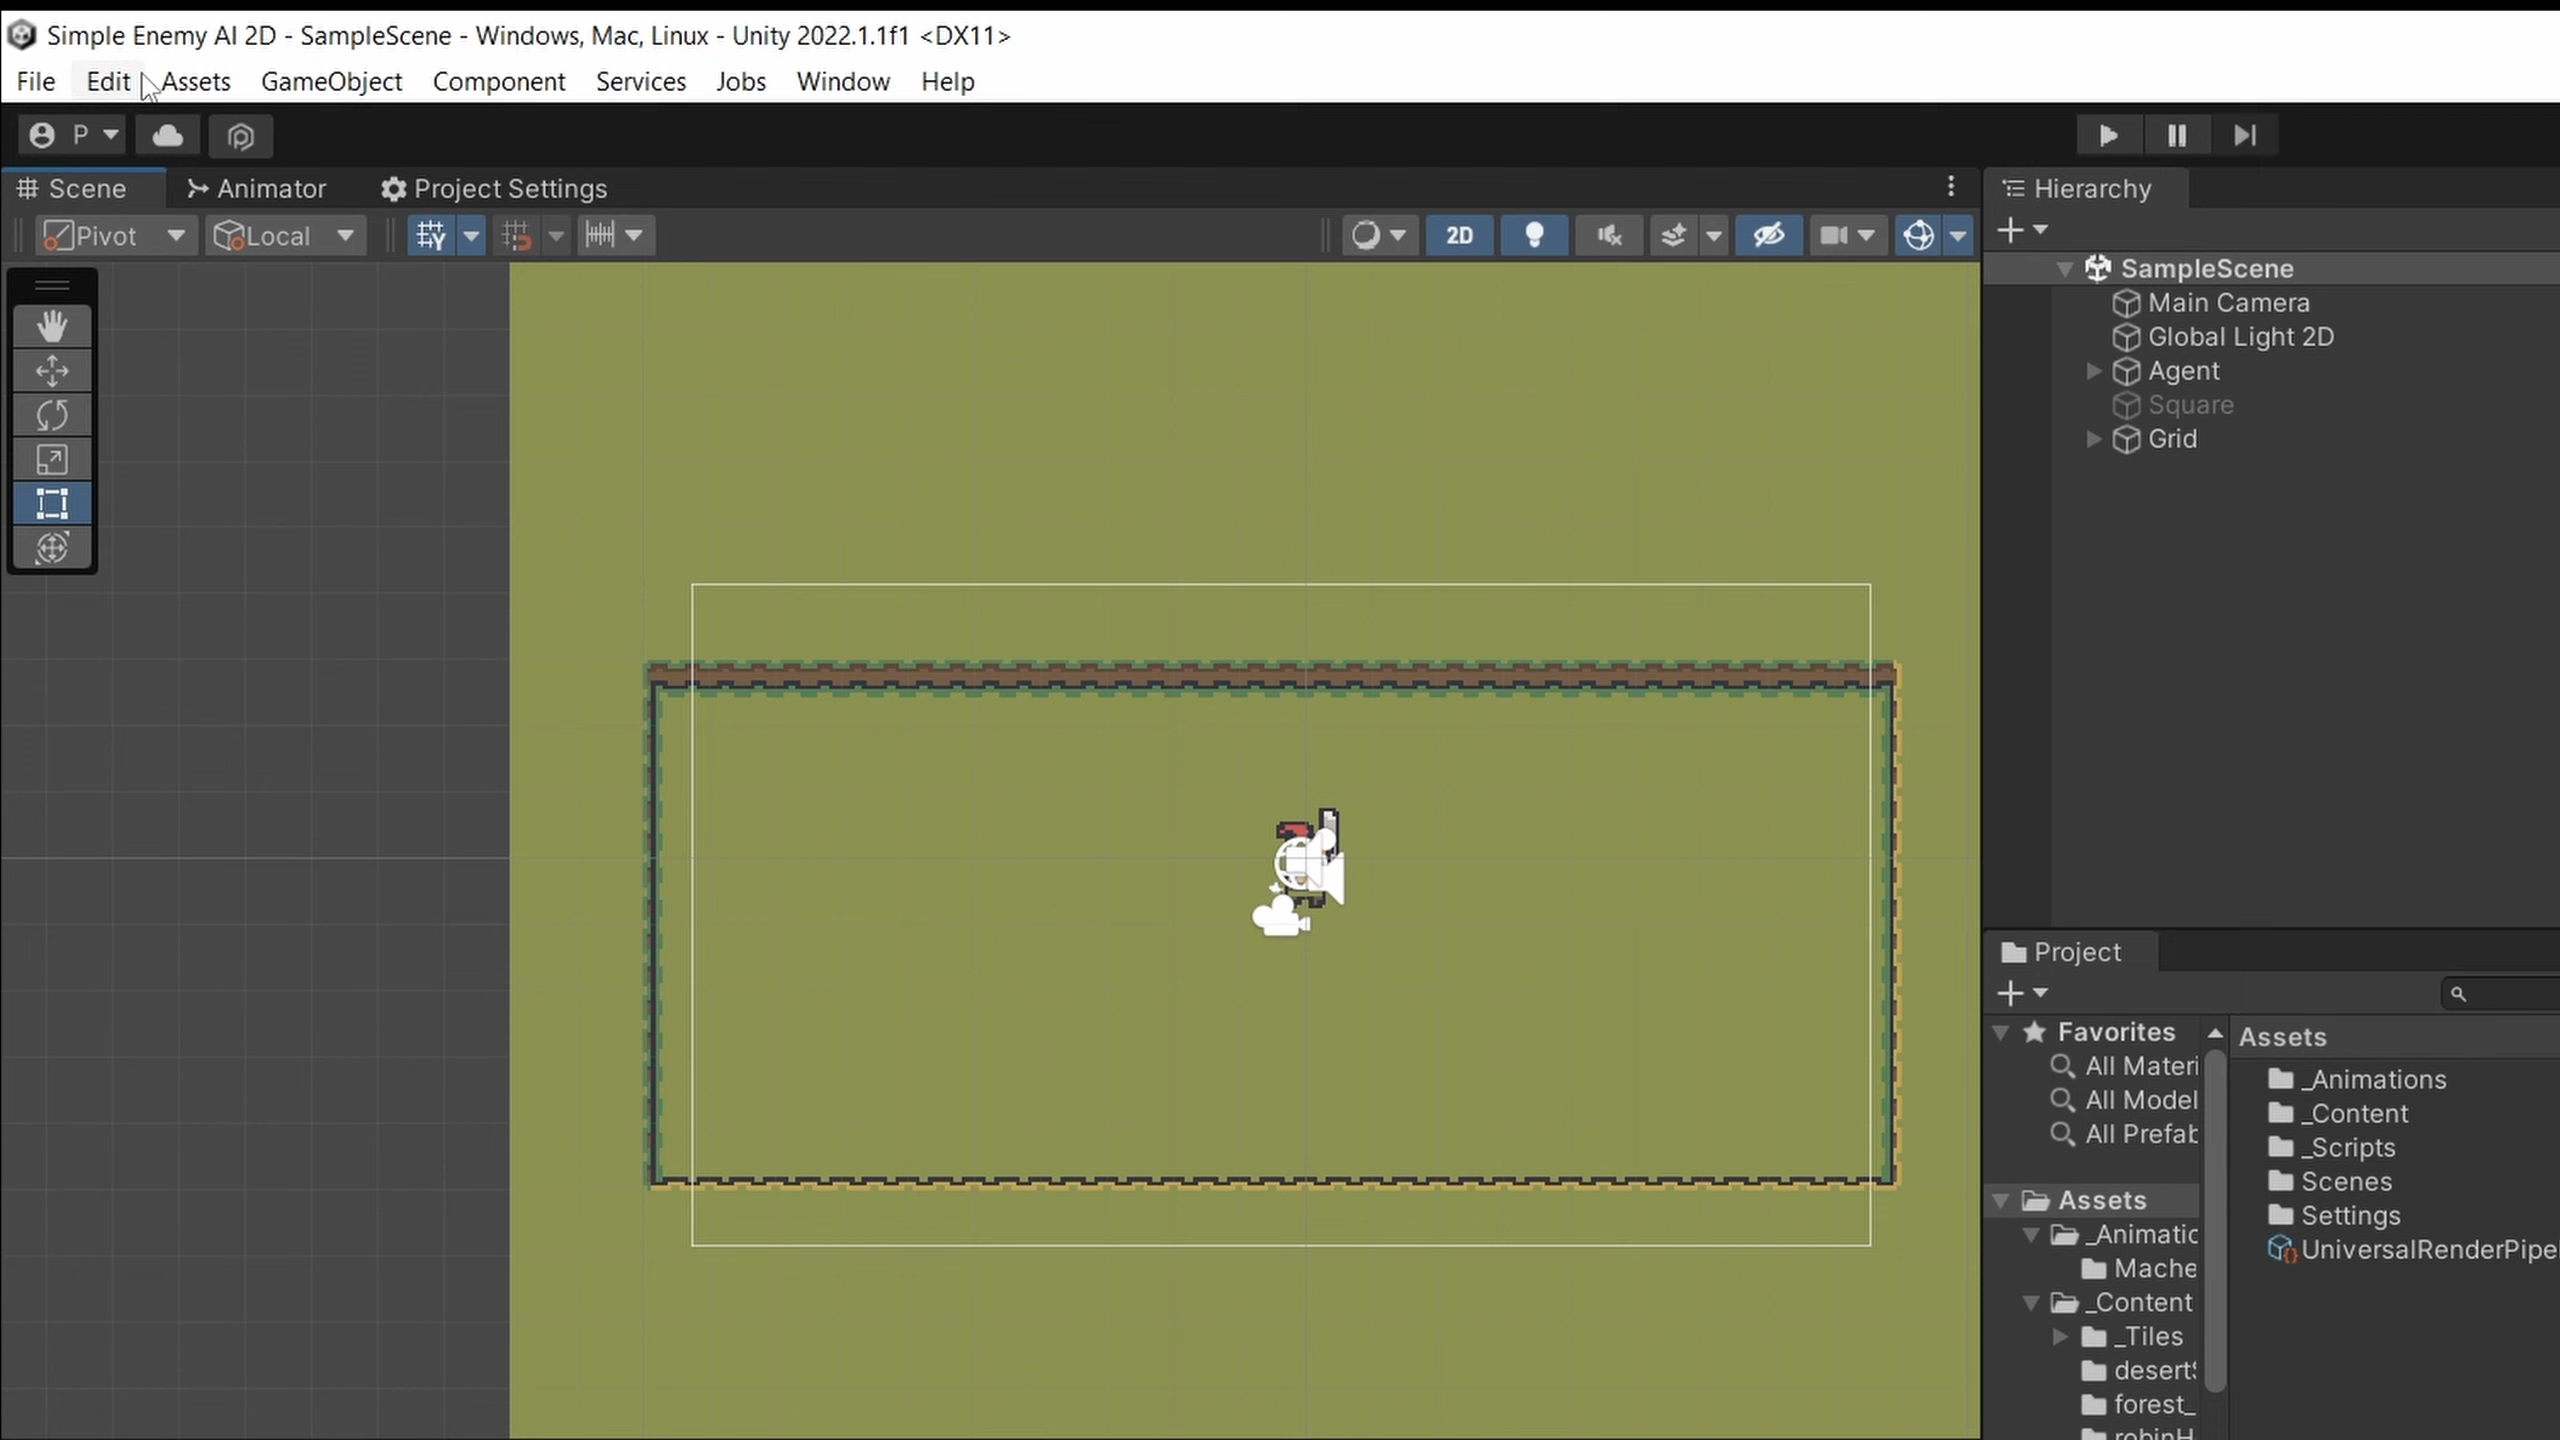 Simple Enemy AI 2D - SampleScene - Windows, Mac, Linux - Unity 2022.1.1f1 <DX11>
File Edit Assets GameObject Component Services Jobs Window Help
P
Scene Animator Project Settings
Pivot Local 2D
Hierarchy
SampleScene
Main Camera
Global Light 2D
Agent
Square
Grid
Project
Favorites
All Materi
All Model
All Prefab
Assets
_Animatic
Mache
_Content
_Tiles
desert
forest_
robinH
Assets
_Animations
_Content
_Scripts
Scenes
Settings
UniversalRenderPipe